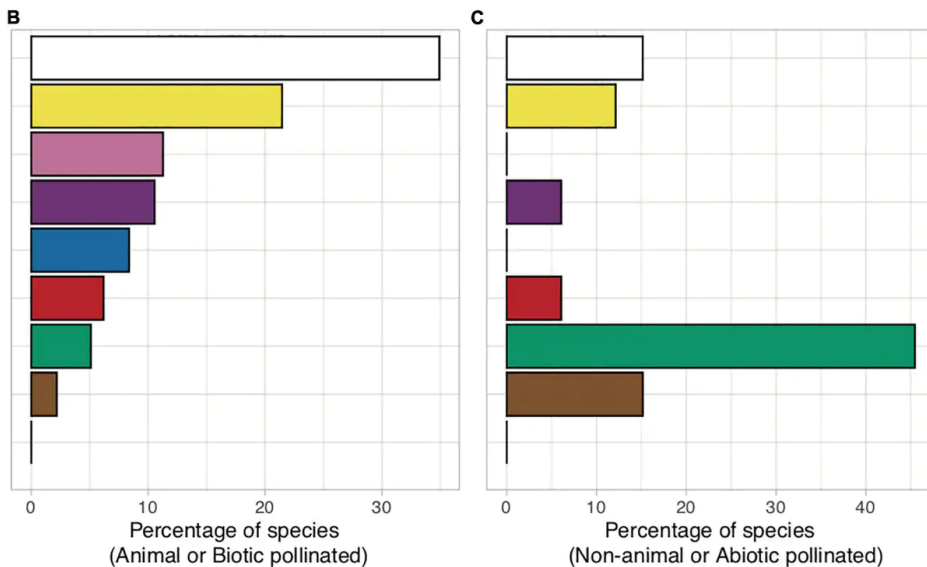 B
C
0 10 20 30
0 10 20 30 40
Percentage of species
(Animal or Biotic pollinated)
Percentage of species
(Non-animal or Abiotic pollinated)